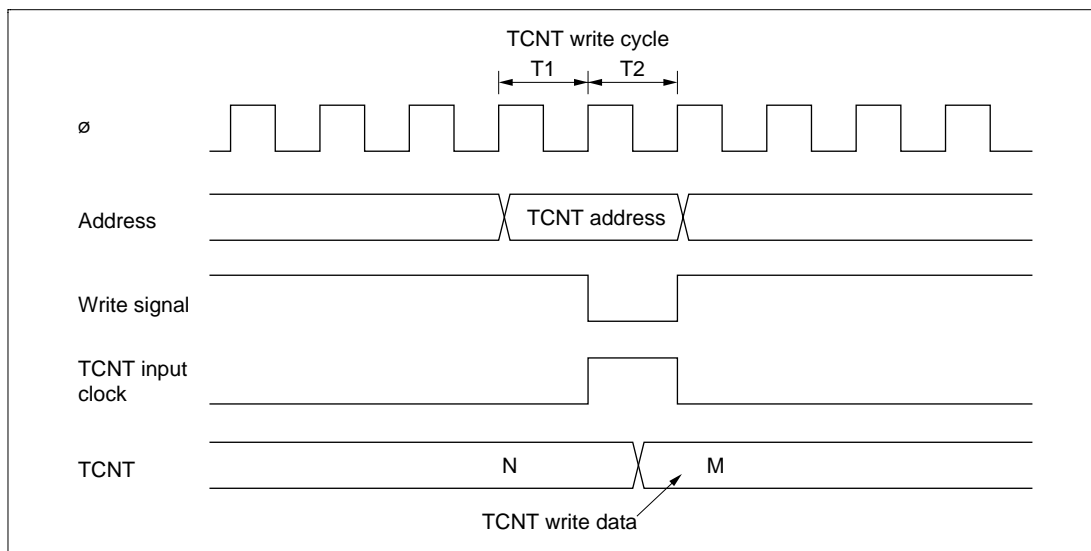 TCNT write cycle
T1 T2
ø
Address
TCNT address
Write signal
TCNT input
clock
TCNT
N M
TCNT write data